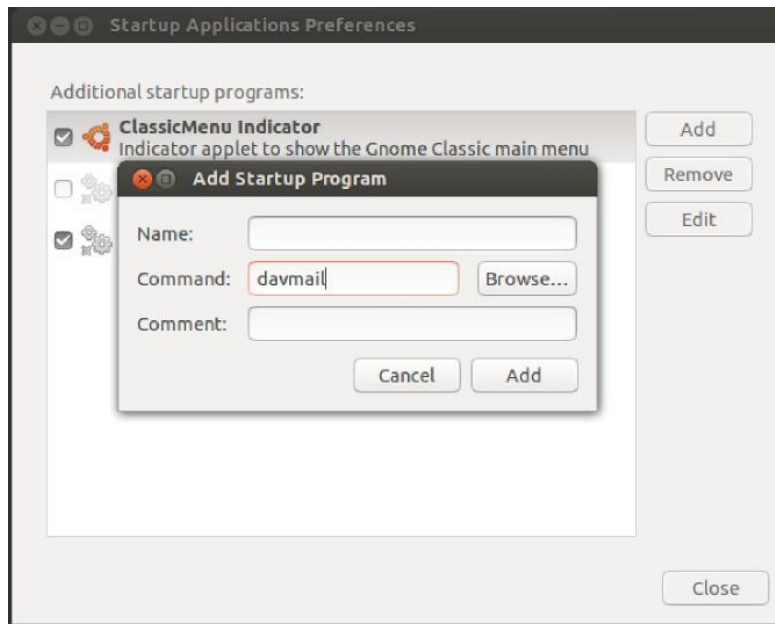 Startup Applications Preferences
Additional startup programs:
ClassicMenu Indicator
Indicator applet to show the Gnome Classic main menu
Add
Remove
Edit
Add Startup Program
Name:
Command: davmail Browse...
Comment:
Cancel Add
Close